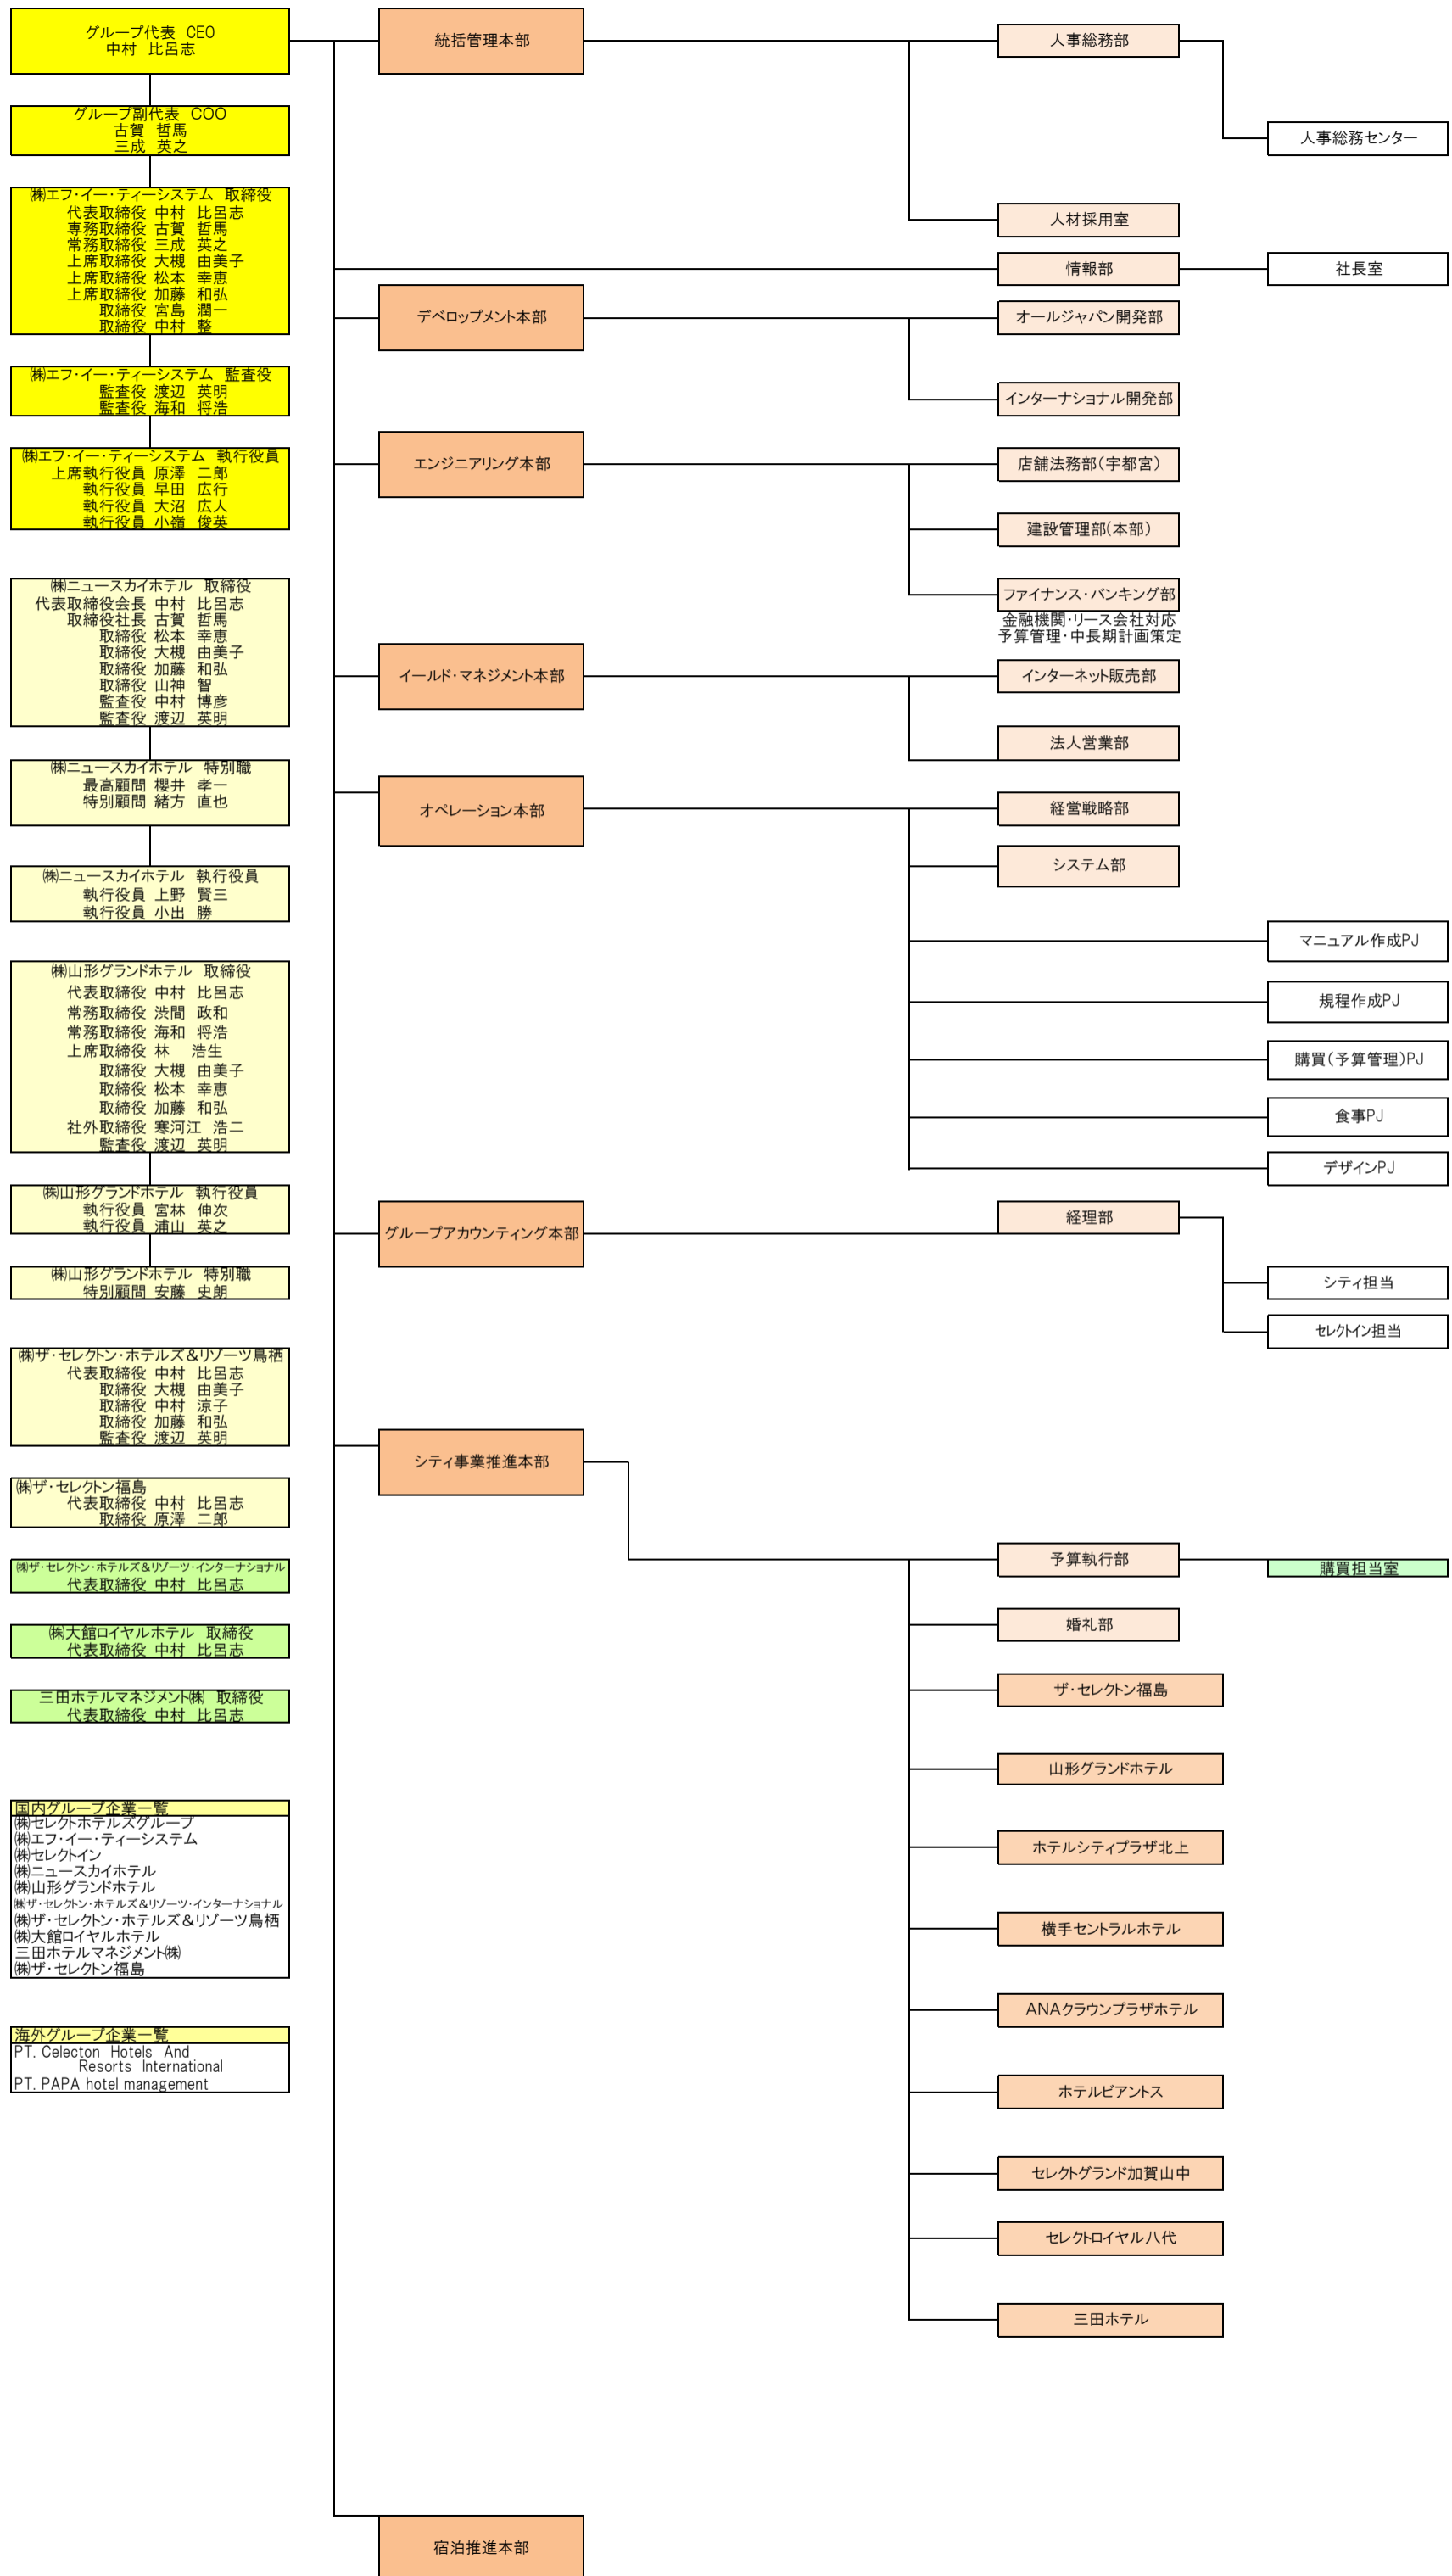 グループ代表 CEO
中村 比呂志
グループ副代表 COO
古賀 哲馬
三成 英之
㈱エフ・イー・ティーシステム 取締役
代表取締役 中村 比呂志
専務取締役 古賀 哲馬
常務取締役 三成 英之
上席取締役 大槻 由美子
上席取締役 松本 幸恵
上席取締役 加藤 和弘
取締役 宮島 潤一
取締役 中村 整
㈱エフ・イー・ティーシステム 監査役
監査役 渡辺 英明
監査役 海和 将浩
㈱エフ・イー・ティーシステム 執行役員
上席執行役員 原澤 二郎
執行役員 早田 広行
執行役員 大沼 広人
執行役員 小嶺 俊英
㈱ニュースカイホテル 取締役
代表取締役会長 中村 比呂志
取締役社長 古賀 哲馬
取締役 松本 幸恵
取締役 大槻 由美子
取締役 加藤 和弘
取締役 山神 智
監査役 中村 博彦
監査役 渡辺 英明
㈱ニュースカイホテル 特別職
最高顧問 櫻井 孝一
特別顧問 緒方 直也
㈱ニュースカイホテル 執行役員
執行役員 上野 賢三
執行役員 小出 勝
㈱山形グランドホテル 取締役
代表取締役 中村 比呂志
常務取締役 渋間 政和
常務取締役 海和 将浩
上席取締役 林 浩生
取締役 大槻 由美子
取締役 松本 幸恵
取締役 加藤 和弘
社外取締役 寒河江 浩二
監査役 渡辺 英明
㈱山形グランドホテル 執行役員
執行役員 宮林 伸次
執行役員 浦山 英之
㈱山形グランドホテル 特別職
特別顧問 安藤 史朗
㈱ザ・セレクトン・ホテルズ&リゾーツ鳥栖
代表取締役 中村 比呂志
取締役 大槻 由美子
取締役 中村 涼子
取締役 加藤 和弘
監査役 渡辺 英明
㈱ザ・セレクトン福島
代表取締役 中村 比呂志
取締役 原澤 二郎
㈱ザ・セレクトン・ホテルズ&リゾーツ・インターナショナル
代表取締役 中村 比呂志
㈱大館ロイヤルホテル 取締役
代表取締役 中村 比呂志
三田ホテルマネジメント㈱ 取締役
代表取締役 中村 比呂志
国内グループ企業一覧
㈱セレクトホテルズグループ
㈱エフ・イー・ティーシステム
㈱セレクトイン
㈱ニュースカイホテル
㈱山形グランドホテル
㈱ザ・セレクトン・ホテルズ&リゾーツ・インターナショナル
㈱ザ・セレクトン・ホテルズ&リゾーツ鳥栖
㈱大館ロイヤルホテル
三田ホテルマネジメント㈱
㈱ザ・セレクトン福島
海外グループ企業一覧
PT. Celecton Hotels And
Resorts International
PT. PAPA hotel management
統括管理本部
人事総務部
人事総務センター
人材採用室
情報部
社長室
デベロップメント本部
オールジャパン開発部
インターナショナル開発部
エンジニアリング本部
店舗法務部(宇都宮)
建設管理部(本部)
ファイナンス・バンキング部
金融機関・リース会社対応
予算管理・中長期計画策定
イールド・マネジメント本部
インターネット販売部
法人営業部
オペレーション本部
経営戦略部
システム部
マニュアル作成PJ
規程作成PJ
購買(予算管理)PJ
食事PJ
デザインPJ
グループアカウンティング本部
経理部
シティ担当
セレクトイン担当
シティ事業推進本部
予算執行部
購買担当室
婚礼部
ザ・セレクトン福島
山形グランドホテル
ホテルシティプラザ北上
横手セントラルホテル
ANAクラウンプラザホテル
ホテルビアントス
セレクトグランド加賀山中
セレクトロイヤル八代
三田ホテル
宿泊推進本部